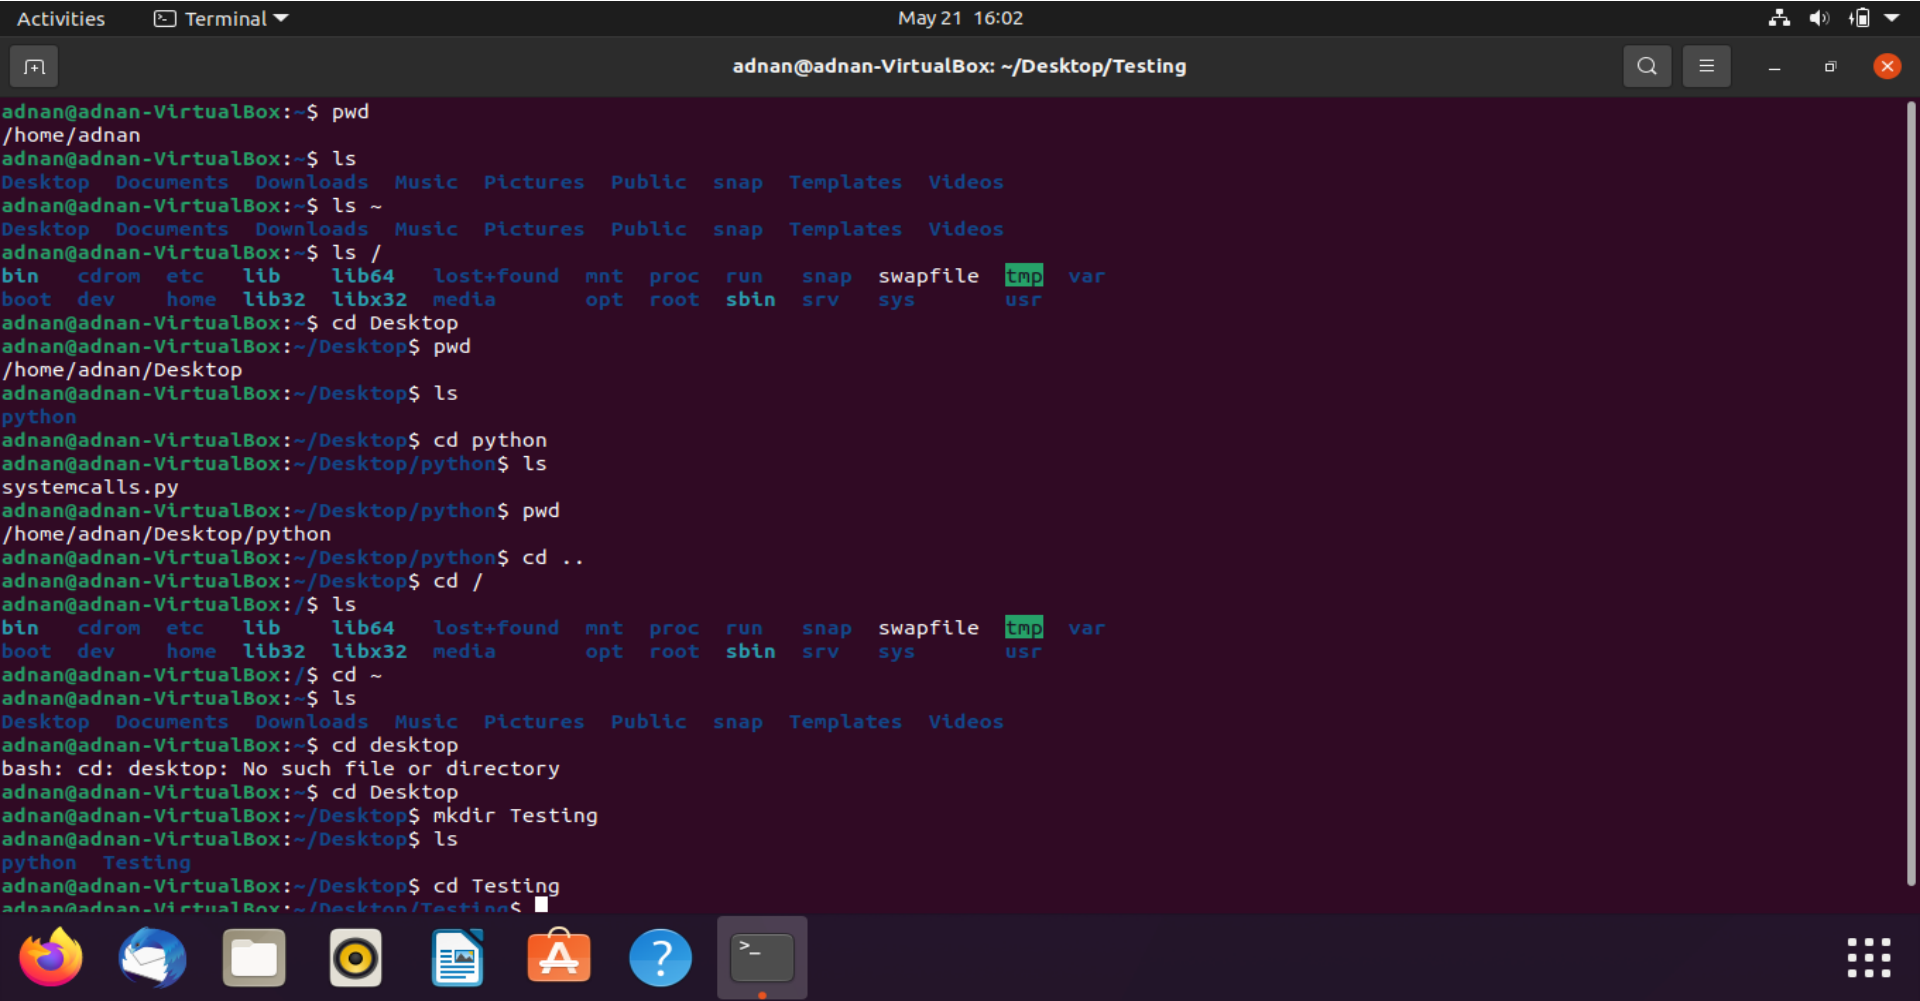 Activities Terminal May 21 16:02
adnan@adnan-VirtualBox: ~/Desktop/Testing
adnan@adnan-VirtualBox:~$ pwd
/home/adnan
adnan@adnan-VirtualBox:~$ ls
Desktop Documents Downloads Music Pictures Public snap Templates Videos
adnan@adnan-VirtualBox:~$ ls ~
Desktop Documents Downloads Music Pictures Public snap Templates Videos
adnan@adnan-VirtualBox:~$ ls /
bin cdrom etc lib lib64 lost+found mnt proc run snap swapfile tmp var
boot dev home lib32 libx32 media opt root sbin srv sys usr
adnan@adnan-VirtualBox:~$ cd Desktop
adnan@adnan-VirtualBox:~/Desktop$ pwd
/home/adnan/Desktop
adnan@adnan-VirtualBox:~/Desktop$ ls
python
adnan@adnan-VirtualBox:~/Desktop$ cd python
adnan@adnan-VirtualBox:~/Desktop/python$ ls
systemcalls.py
adnan@adnan-VirtualBox:~/Desktop/python$ pwd
/home/adnan/Desktop/python
adnan@adnan-VirtualBox:~/Desktop/python$ cd ..
adnan@adnan-VirtualBox:~/Desktop$ cd /
adnan@adnan-VirtualBox:/$ ls
bin cdrom etc lib lib64 lost+found mnt proc run snap swapfile tmp var
boot dev home lib32 libx32 media opt root sbin srv sys usr
adnan@adnan-VirtualBox:/$ cd ~
adnan@adnan-VirtualBox:~$ ls
Desktop Documents Downloads Music Pictures Public snap Templates Videos
adnan@adnan-VirtualBox:~$ cd desktop
bash: cd: desktop: No such file or directory
adnan@adnan-VirtualBox:~$ cd Desktop
adnan@adnan-VirtualBox:~/Desktop$ mkdir Testing
adnan@adnan-VirtualBox:~/Desktop$ ls
python Testing
adnan@adnan-VirtualBox:~/Desktop$ cd Testing
adnan@adnan-VirtualBox:~/Desktop/Testing$